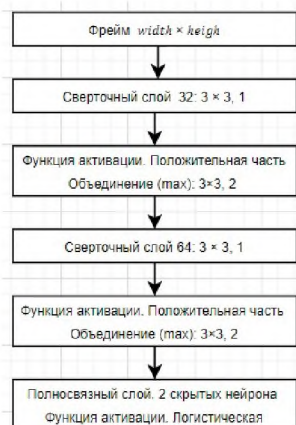 Фрейм width × heigh
Сверточный слой 32: 3 × 3, 1
Функция активации. Положительная часть
Объединение (max): 3×3, 2
Сверточный слой 64: 3 × 3, 1
Функция активации. Положительная часть
Объединение (max): 3×3, 2
Полносвязный слой. 2 скрытых нейрона
Функция активации. Логистическая